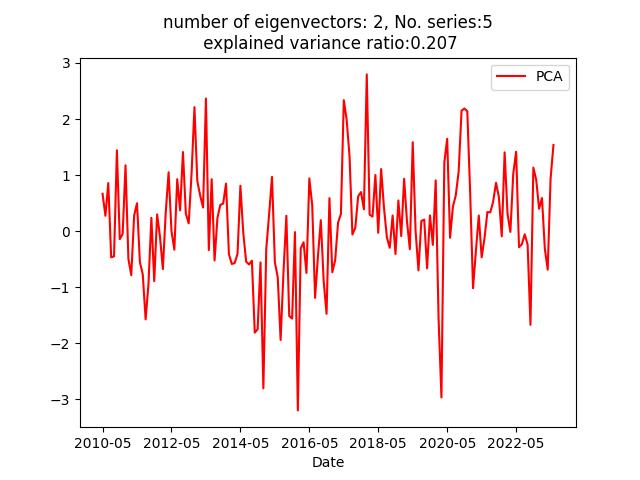 number of eigenvectors: 2, No. series:5
explained variance ratio:0.207
PCA
3
2
1
0
−1
−2
−3
2010-05 2012-05 2014-05 2016-05 2018-05 2020-05 2022-05
Date